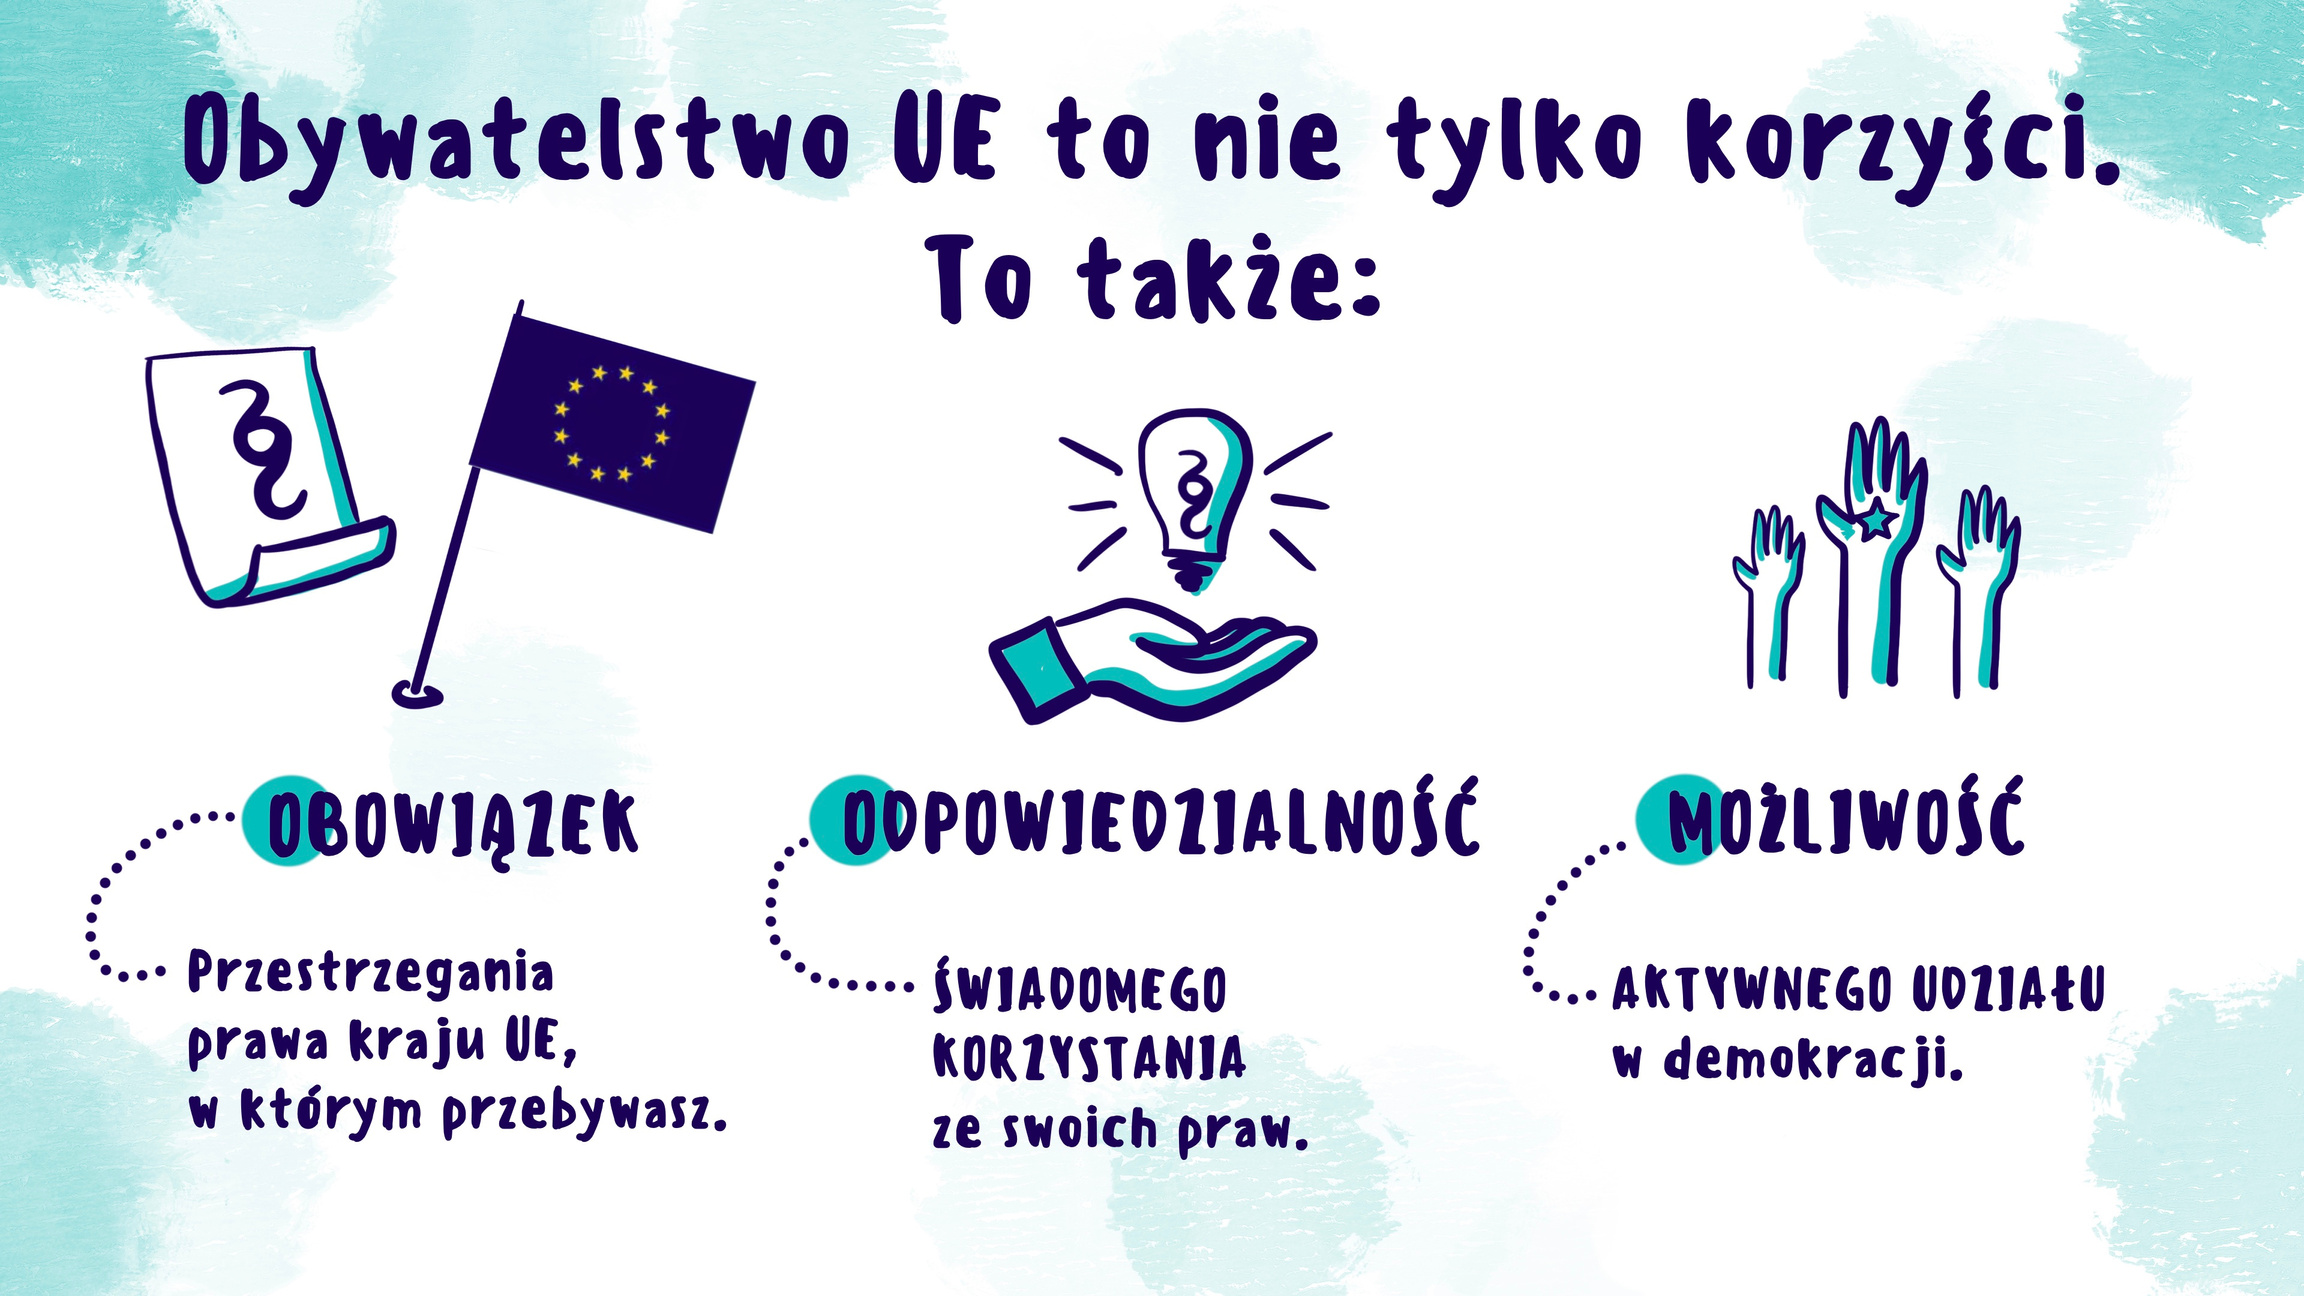 Obywatelstwo UE to nie tylko korzyści.
To także:
§
§
OBOWIĄZEK
Przestrzegania
prawa kraju UE,
w którym przebywasz.
ODPOWIEDZIALNOŚĆ
ŚWIADOMEGO
KORZYSTANIA
ze swoich praw.
MOŻLIWOŚĆ
AKTYWNEGO UDZIAŁU
w demokracji.